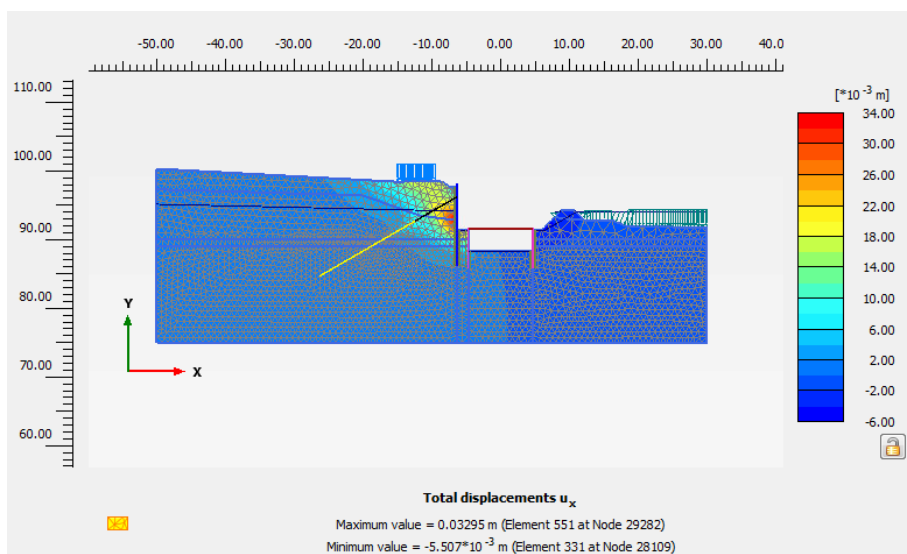 -50.00 -40.00 -30.00 -20.00 -10.00 0.00 10.00 20.00 30.00 40.0
110.00
100.00
90.00
80.00
70.00
60.00
Y
X
[*10 -3 m]
34.00
30.00
26.00
22.00
18.00
14.00
10.00
6.00
2.00
-2.00
-6.00
Total displacements ux
Maximum value = 0.03295 m (Element 551 at Node 29282)
Minimum value = -5.507*10 -3 m (Element 331 at Node 28109)